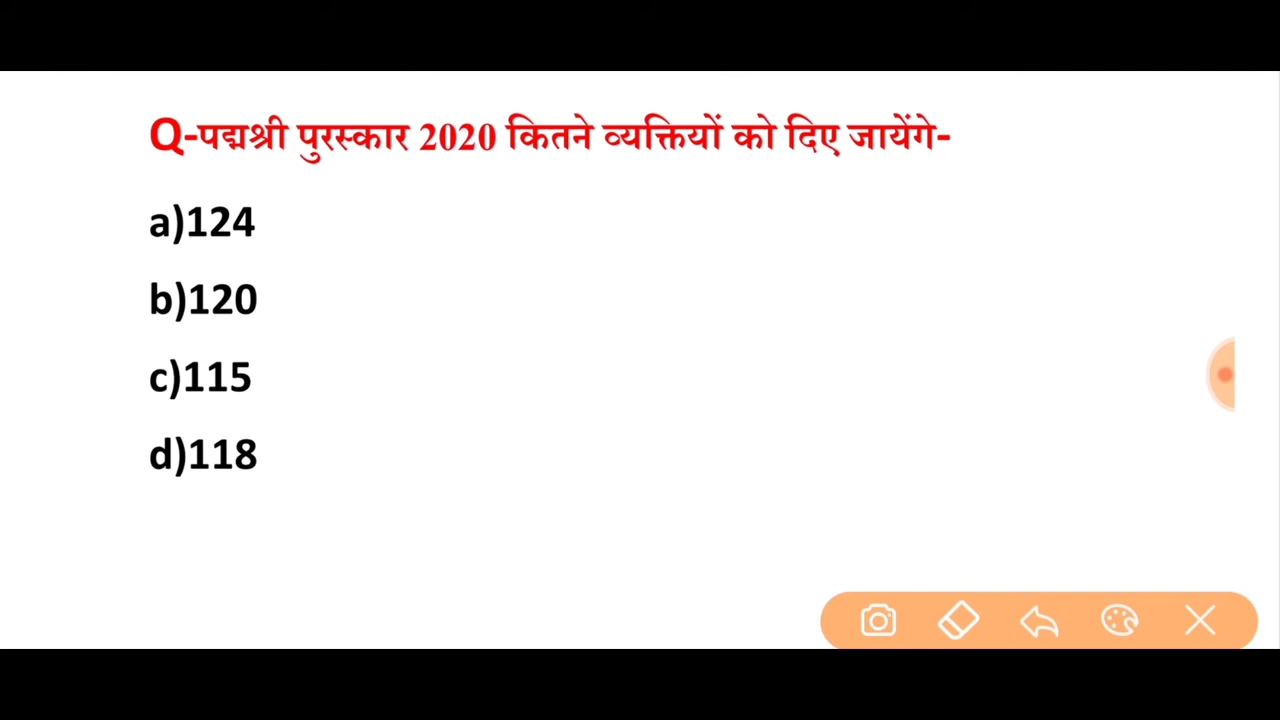 Q-पद्मश्री पुरस्कार 2020 कितने व्यक्तियों को दिए जायेंगे-
a)124
b)120
c)115
d)118